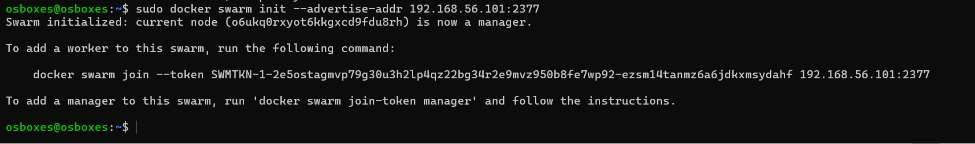 osboxes@osboxes:~$ sudo docker swarm init --advertise-addr 192.168.56.101:2377
Swarm initialized: current node (o6ukq0rxyot6kkgxcd9fdu8rh) is now a manager.
To add a worker to this swarm, run the following command:
docker swarm join --token SWMTKN-1-2e5ostagmvp79g30u3h2lp4qz22bg34r2e9mvz950b8fe7wp92-ezsm14tanmz6a6jdkxmsydahf 192.168.56.101:2377
To add a manager to this swarm, run 'docker swarm join-token manager' and follow the instructions.
osboxes@osboxes:~$